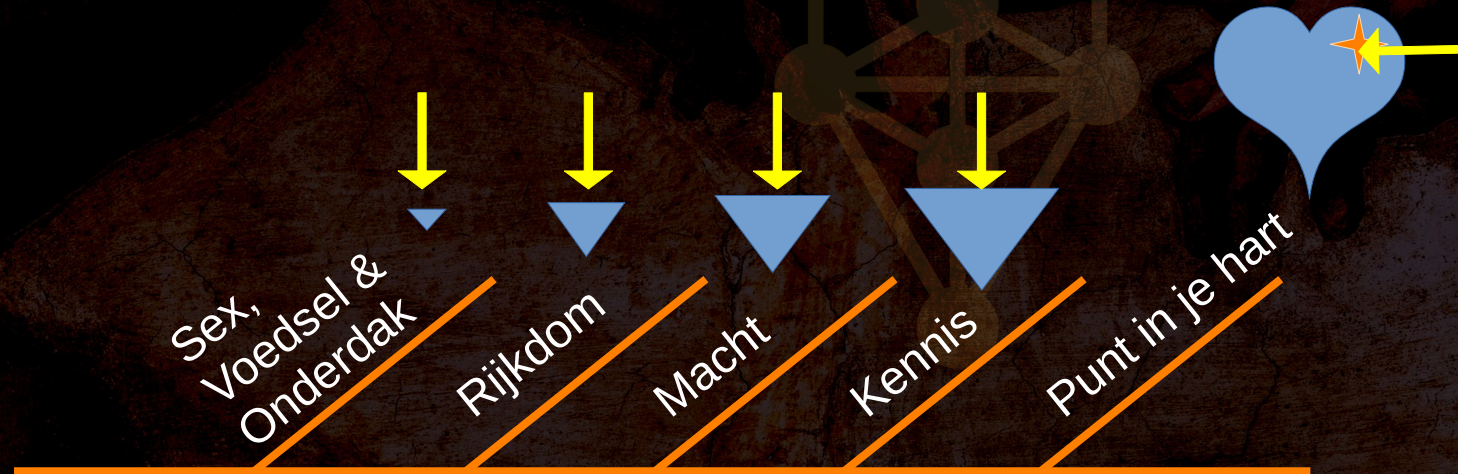 Sex,
Voedsel &
Onderdak
Rijkdom
Macht
Kennis
Punt in je hart